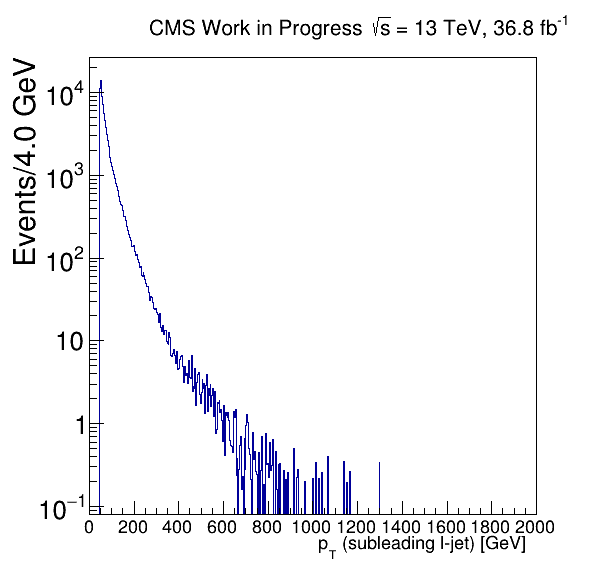 CMS Work in Progress √s = 13 TeV, 36.8 fb⁻¹
Events/4.0 GeV
10⁴
10³
10²
10
1
10⁻¹
0 200 400 600 800 1000 1200 1400 1600 1800 2000
p_T (subleading l-jet) [GeV]